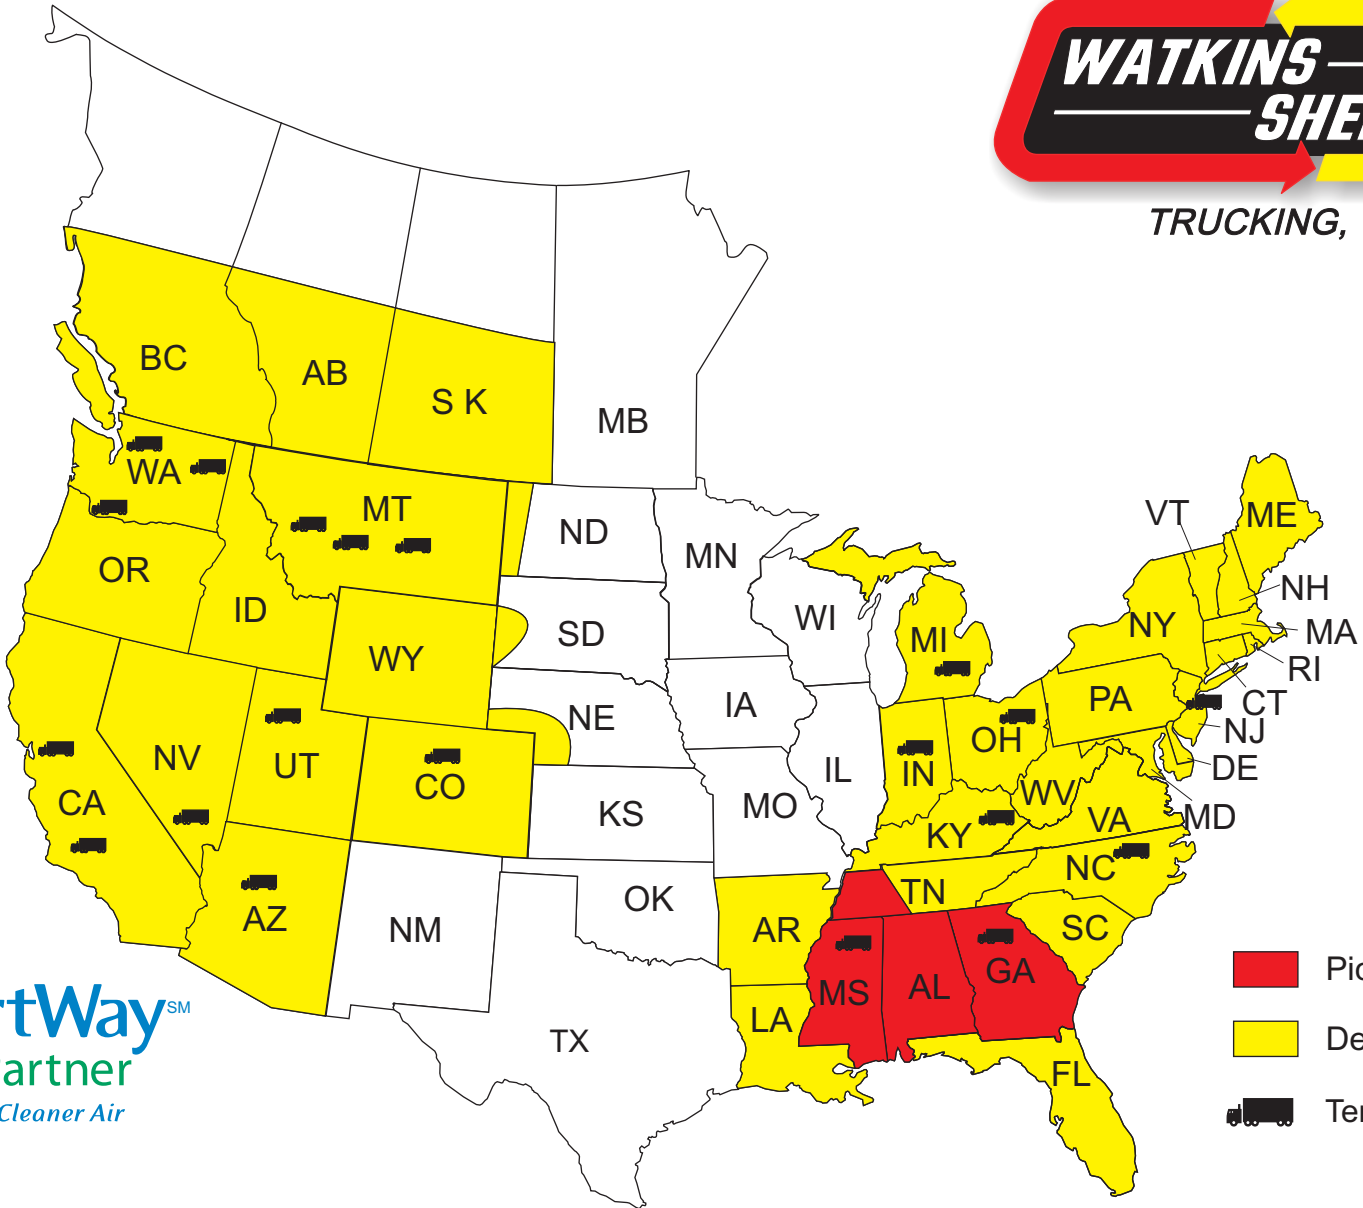 WATKINS
SHE
TRUCKING,
BC
AB
S K
MB
WA
MT
ND
MN
VT
ME
OR
ID
SD
WI
MI
NY
NH
MA
RI
WY
NE
IA
PA
CT
NJ
NV
UT
CO
IL
IN
OH
DE
CA
KS
MO
WV
VA
MD
KY
NC
AZ
NM
OK
AR
TN
SC
MS
AL
GA
LA
TX
FL
Pic
De
Ter
rtWay SM
artner
Cleaner Air